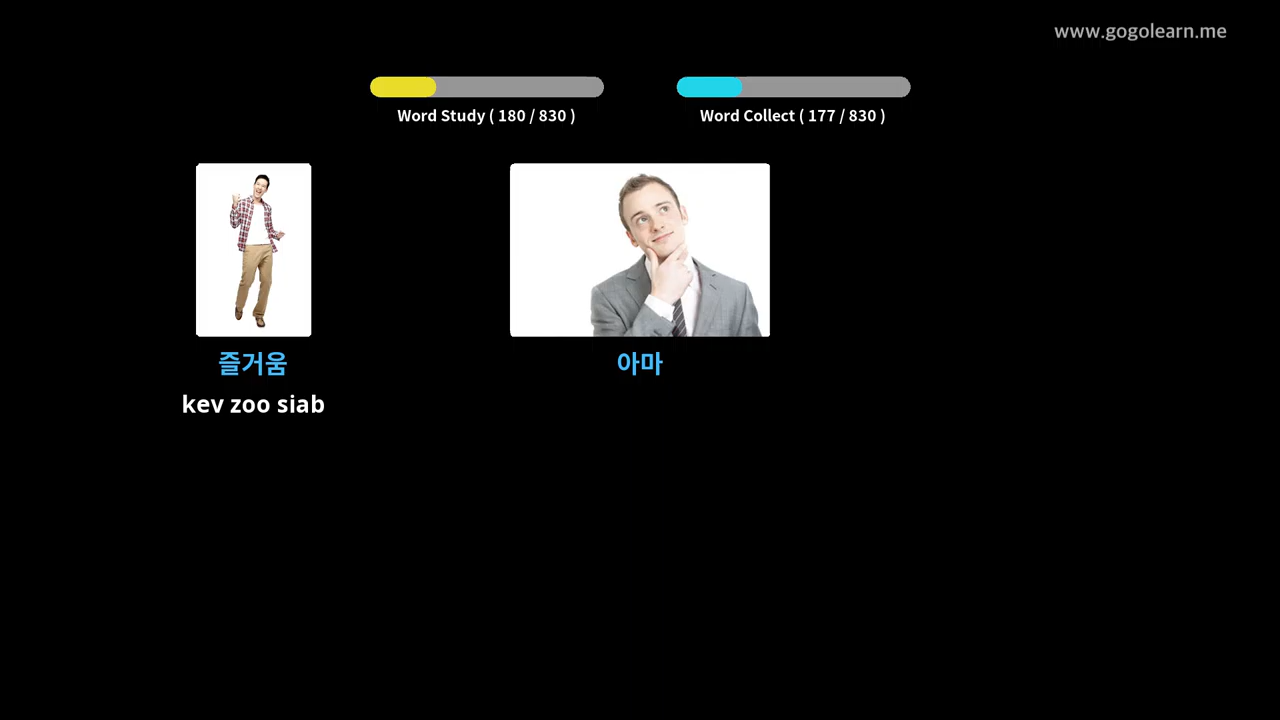 www.gogolearn.me
Word Study ( 180 / 830 )
Word Collect ( 177 / 830 )
즐거움
kev zoo siab
아마